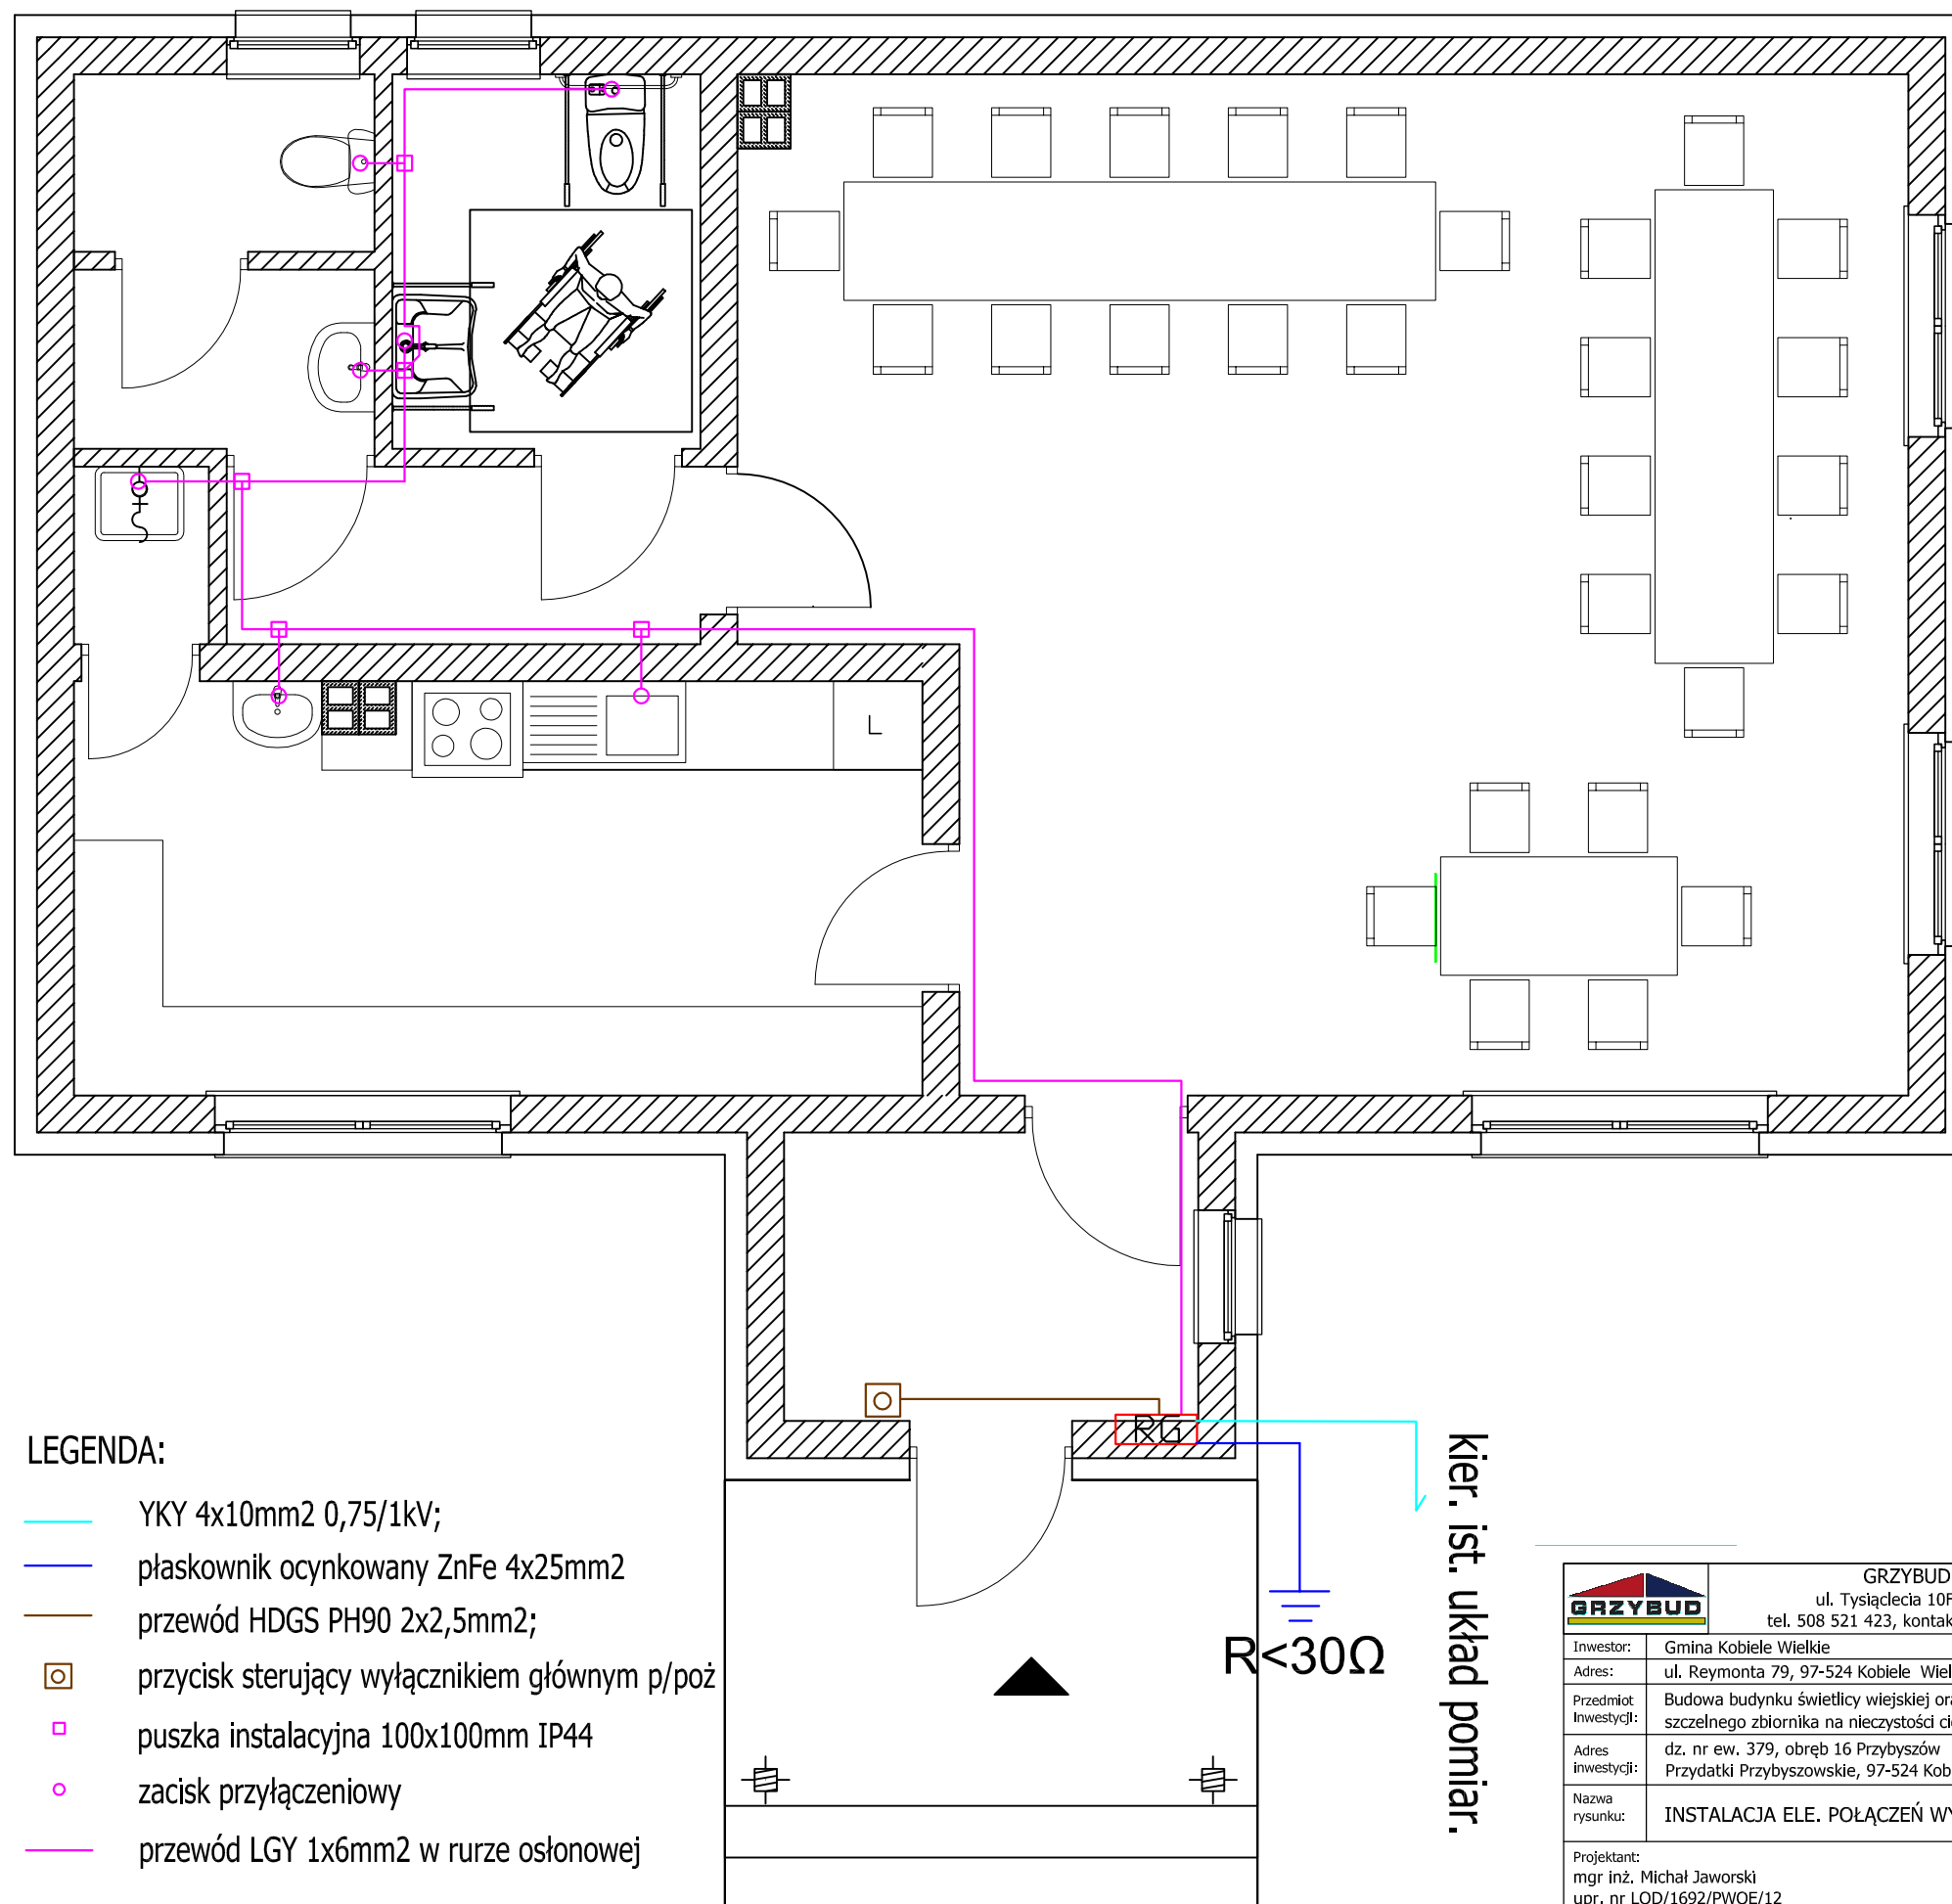 L
RG
kier. ist. układ pomiar.
R<30Ω
LEGENDA:
YKY 4x10mm2 0,75/1kV;
płaskownik ocynkowany ZnFe 4x25mm2
przewód HDGS PH90 2x2,5mm2;
przycisk sterujący wyłącznikiem głównym p/poż
puszka instalacyjna 100x100mm IP44
zacisk przyłączeniowy
przewód LGY 1x6mm2 w rurze osłonowej
GRZYBUD
GRZYBUD
ul. Tysiąclecia 10F
tel. 508 521 423, kontak
Inwestor: Gmina Kobiele Wielkie
Adres: ul. Reymonta 79, 97-524 Kobiele Wiel
Przedmiot Inwestycji: Budowa budynku świetlicy wiejskiej ora
szczelnego zbiornika na nieczystości ci
Adres inwestycji: dz. nr ew. 379, obręb 16 Przybyszów
Przydatki Przybyszowskie, 97-524 Kob
Nazwa rysunku: INSTALACJA ELE. POŁĄCZEŃ WY
Projektant:
mgr inż. Michał Jaworski
upr. nr LOD/1692/PWOE/12